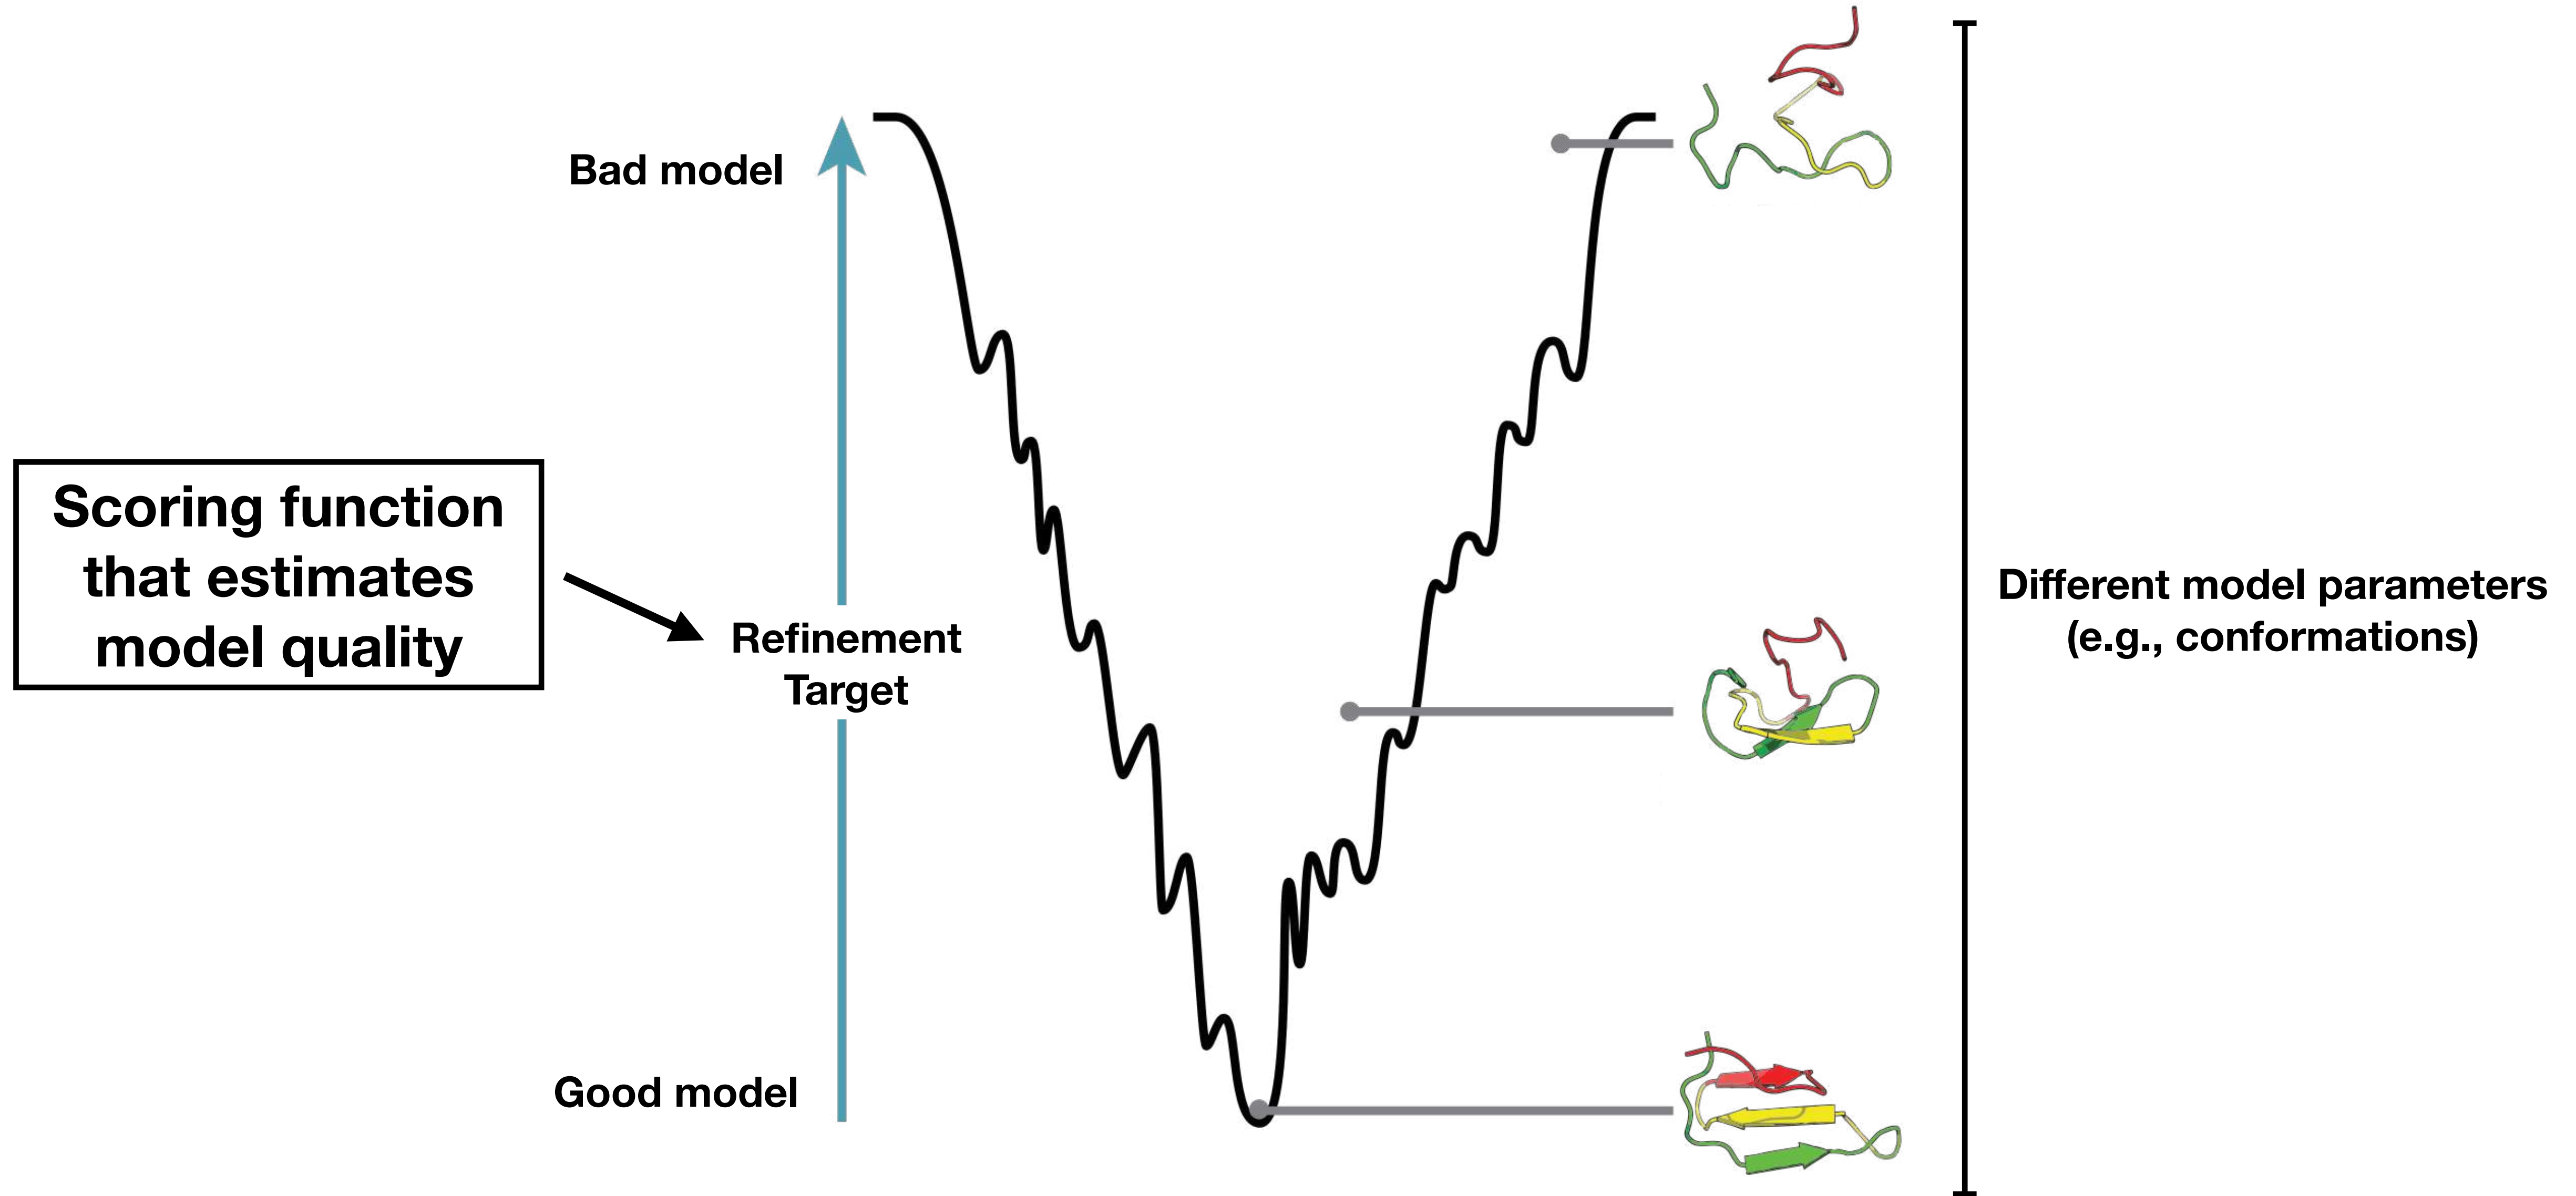 Bad model
Scoring function
that estimates
model quality
Refinement
Target
Good model
Different model parameters
(e.g., conformations)